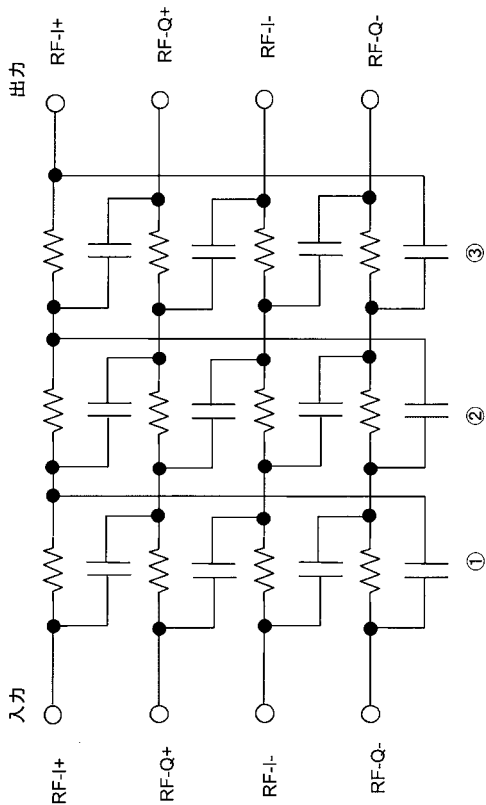 入力
出力
RF-I+
RF-I+
RF-Q+
RF-Q+
RF-I-
RF-I-
RF-Q-
RF-Q-
①
②
③